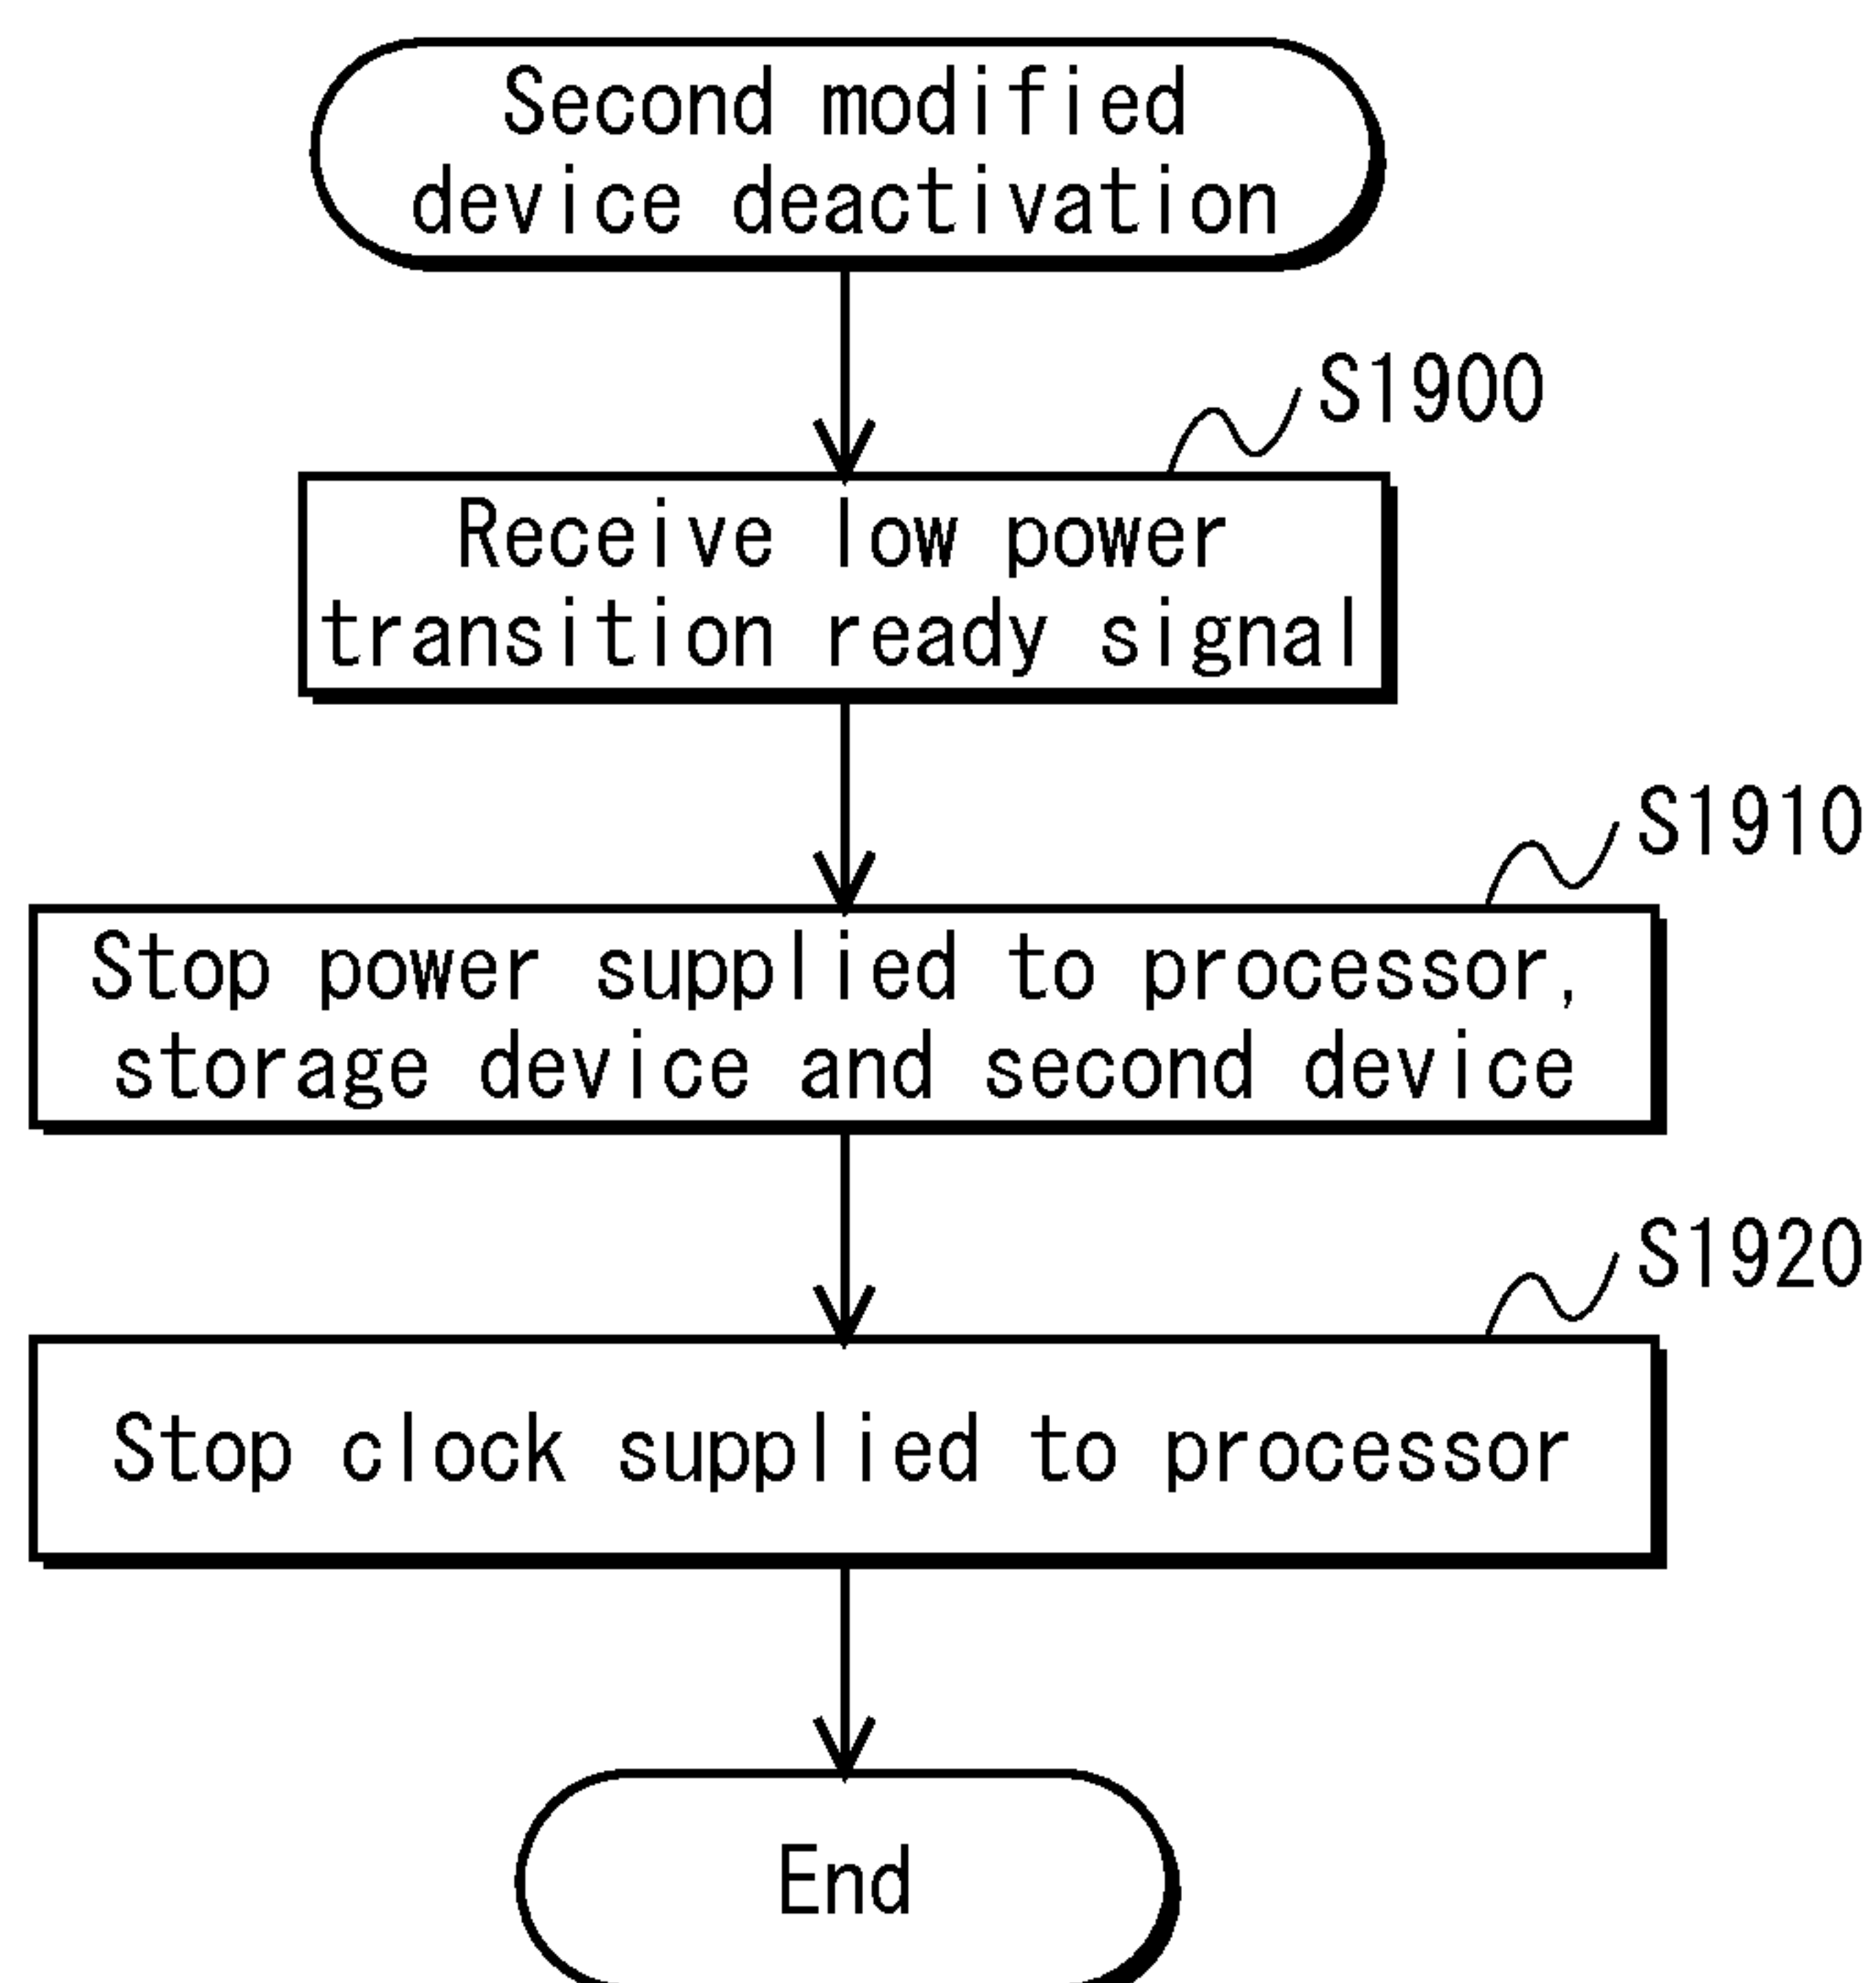 Second modified
device deactivation
S1900
Receive low power
transition ready signal
S1910
Stop power supplied to processor,
storage device and second device
S1920
Stop clock supplied to processor
End